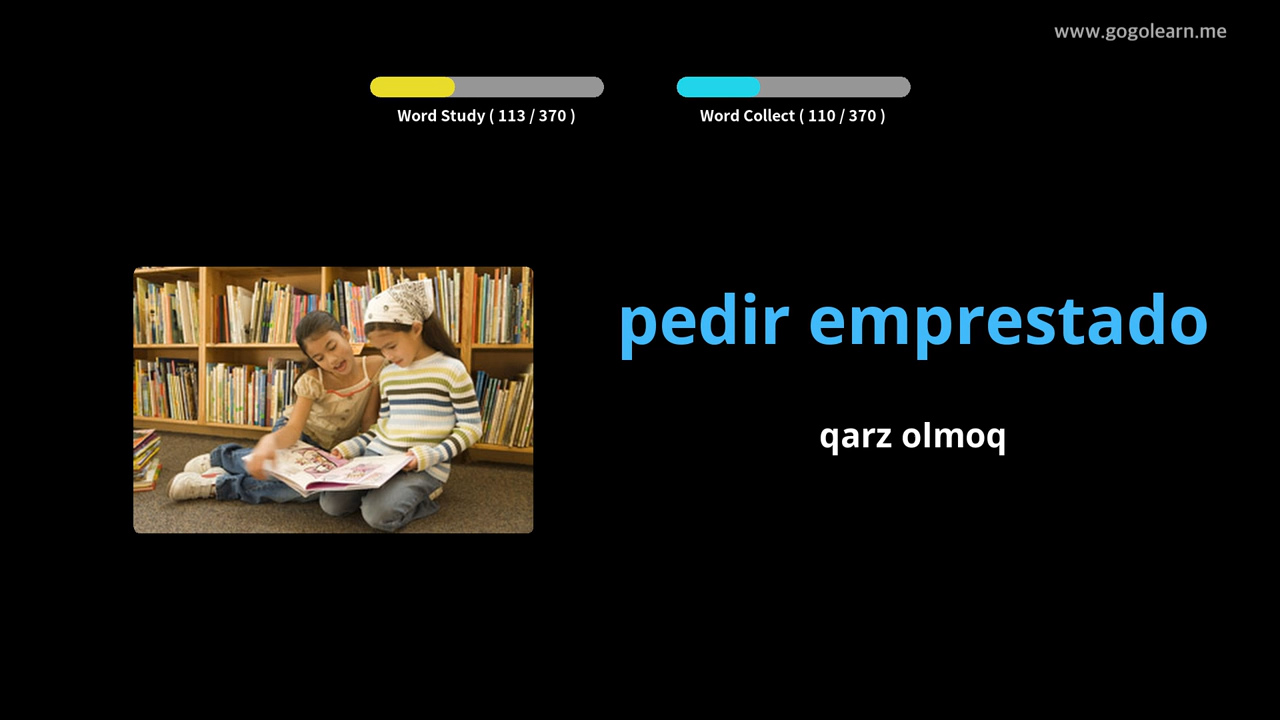 www.gogolearn.me
Word Study ( 113 / 370 )
Word Collect ( 110 / 370 )
pedir emprestado
qarz olmoq